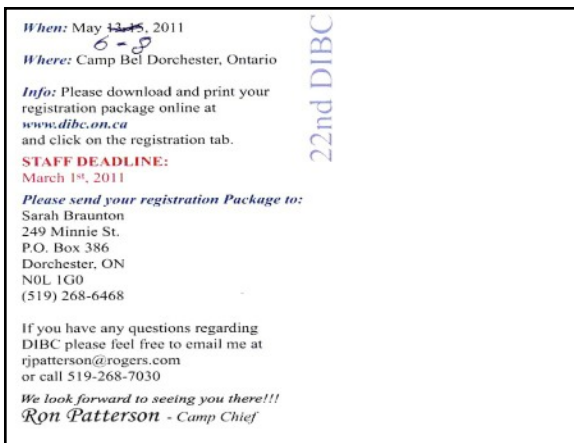 When: May 13-15, 2011
6-8
Where: Camp Bel Dorchester, Ontario
Info: Please download and print your
registration package online at
www.dibc.on.ca
and click on the registration tab.
STAFF DEADLINE:
March 1st, 2011
Please send your registration Package to:
Sarah Braunton
249 Minnie St.
P.O. Box 386
Dorchester, ON
N0L 1G0
(519) 268-6468
If you have any questions regarding
DIBC please feel free to email me at
rjpatterson@rogers.com
or call 519-268-7030
We look forward to seeing you there!!!
Ron Patterson - Camp Chief
22nd DIBC